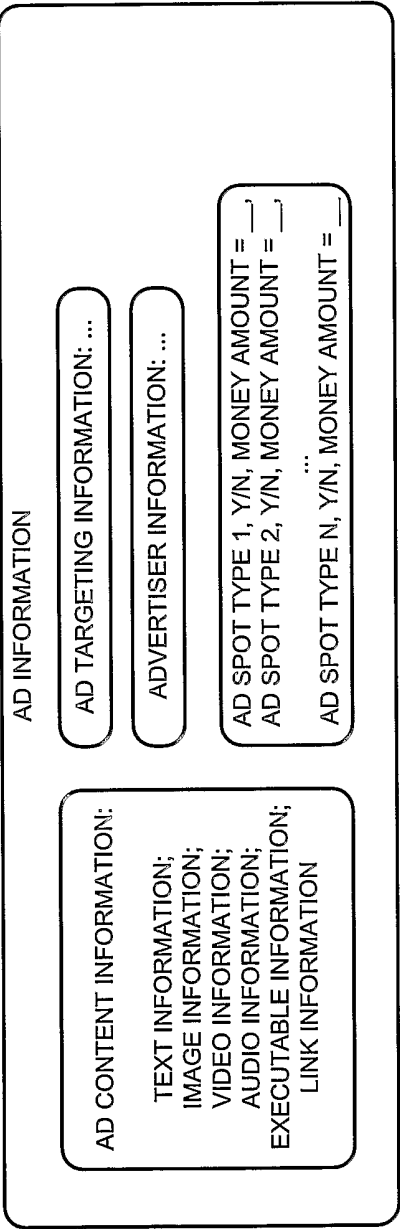 AD INFORMATION
AD CONTENT INFORMATION:
TEXT INFORMATION;
IMAGE INFORMATION;
VIDEO INFORMATION;
AUDIO INFORMATION;
EXECUTABLE INFORMATION;
LINK INFORMATION
AD TARGETING INFORMATION: ...
ADVERTISER INFORMATION: ...
AD SPOT TYPE 1, Y/N, MONEY AMOUNT = __,
AD SPOT TYPE 2, Y/N, MONEY AMOUNT = __,
...
AD SPOT TYPE N, Y/N, MONEY AMOUNT = __